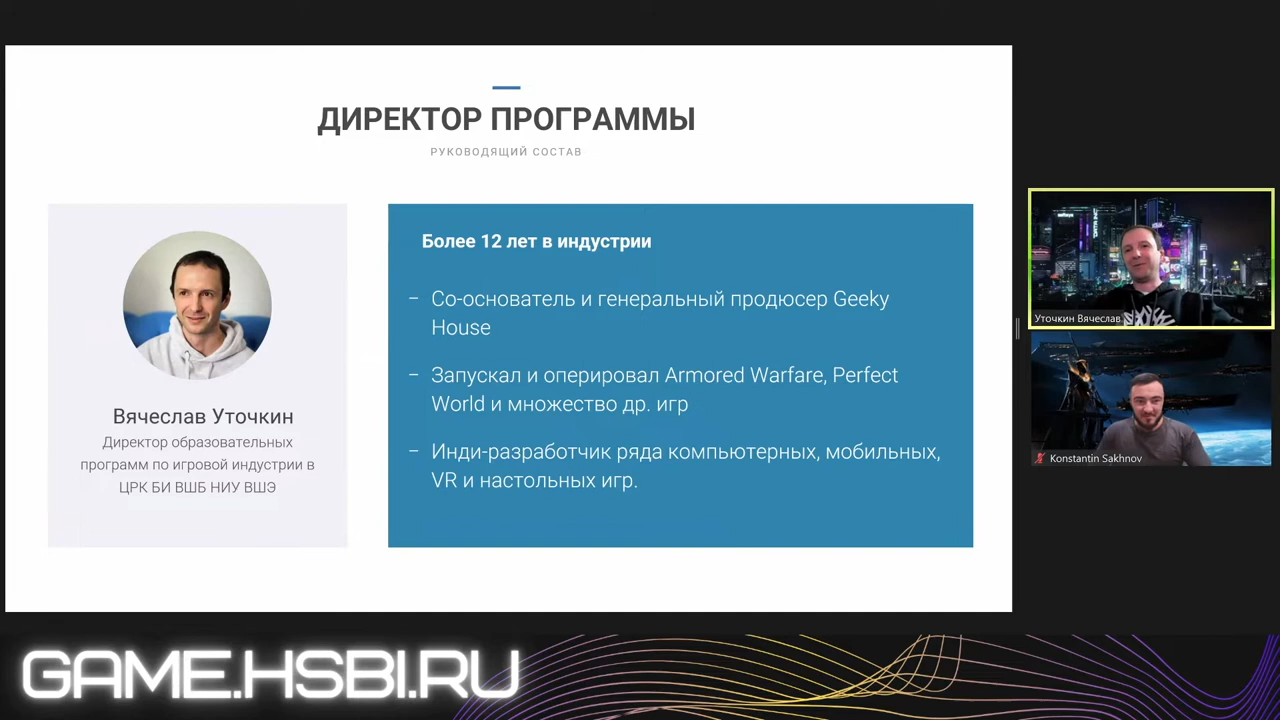 ДИРЕКТОР ПРОГРАММЫ
РУКОВОДЯЩИЙ СОСТАВ
Вячеслав Уточкин
Директор образовательных
программ по игровой индустрии в
ЦРК БИ ВШБ НИУ ВШЭ
Более 12 лет в индустрии
– Со-основатель и генеральный продюсер Geeky
House
– Запускал и оперировал Armored Warfare, Perfect
World и множество др. игр
– Инди-разработчик ряда компьютерных, мобильных,
VR и настольных игр.
Уточкин Вячеслав
Konstantin Sakhnov
GAME.HSBI.RU